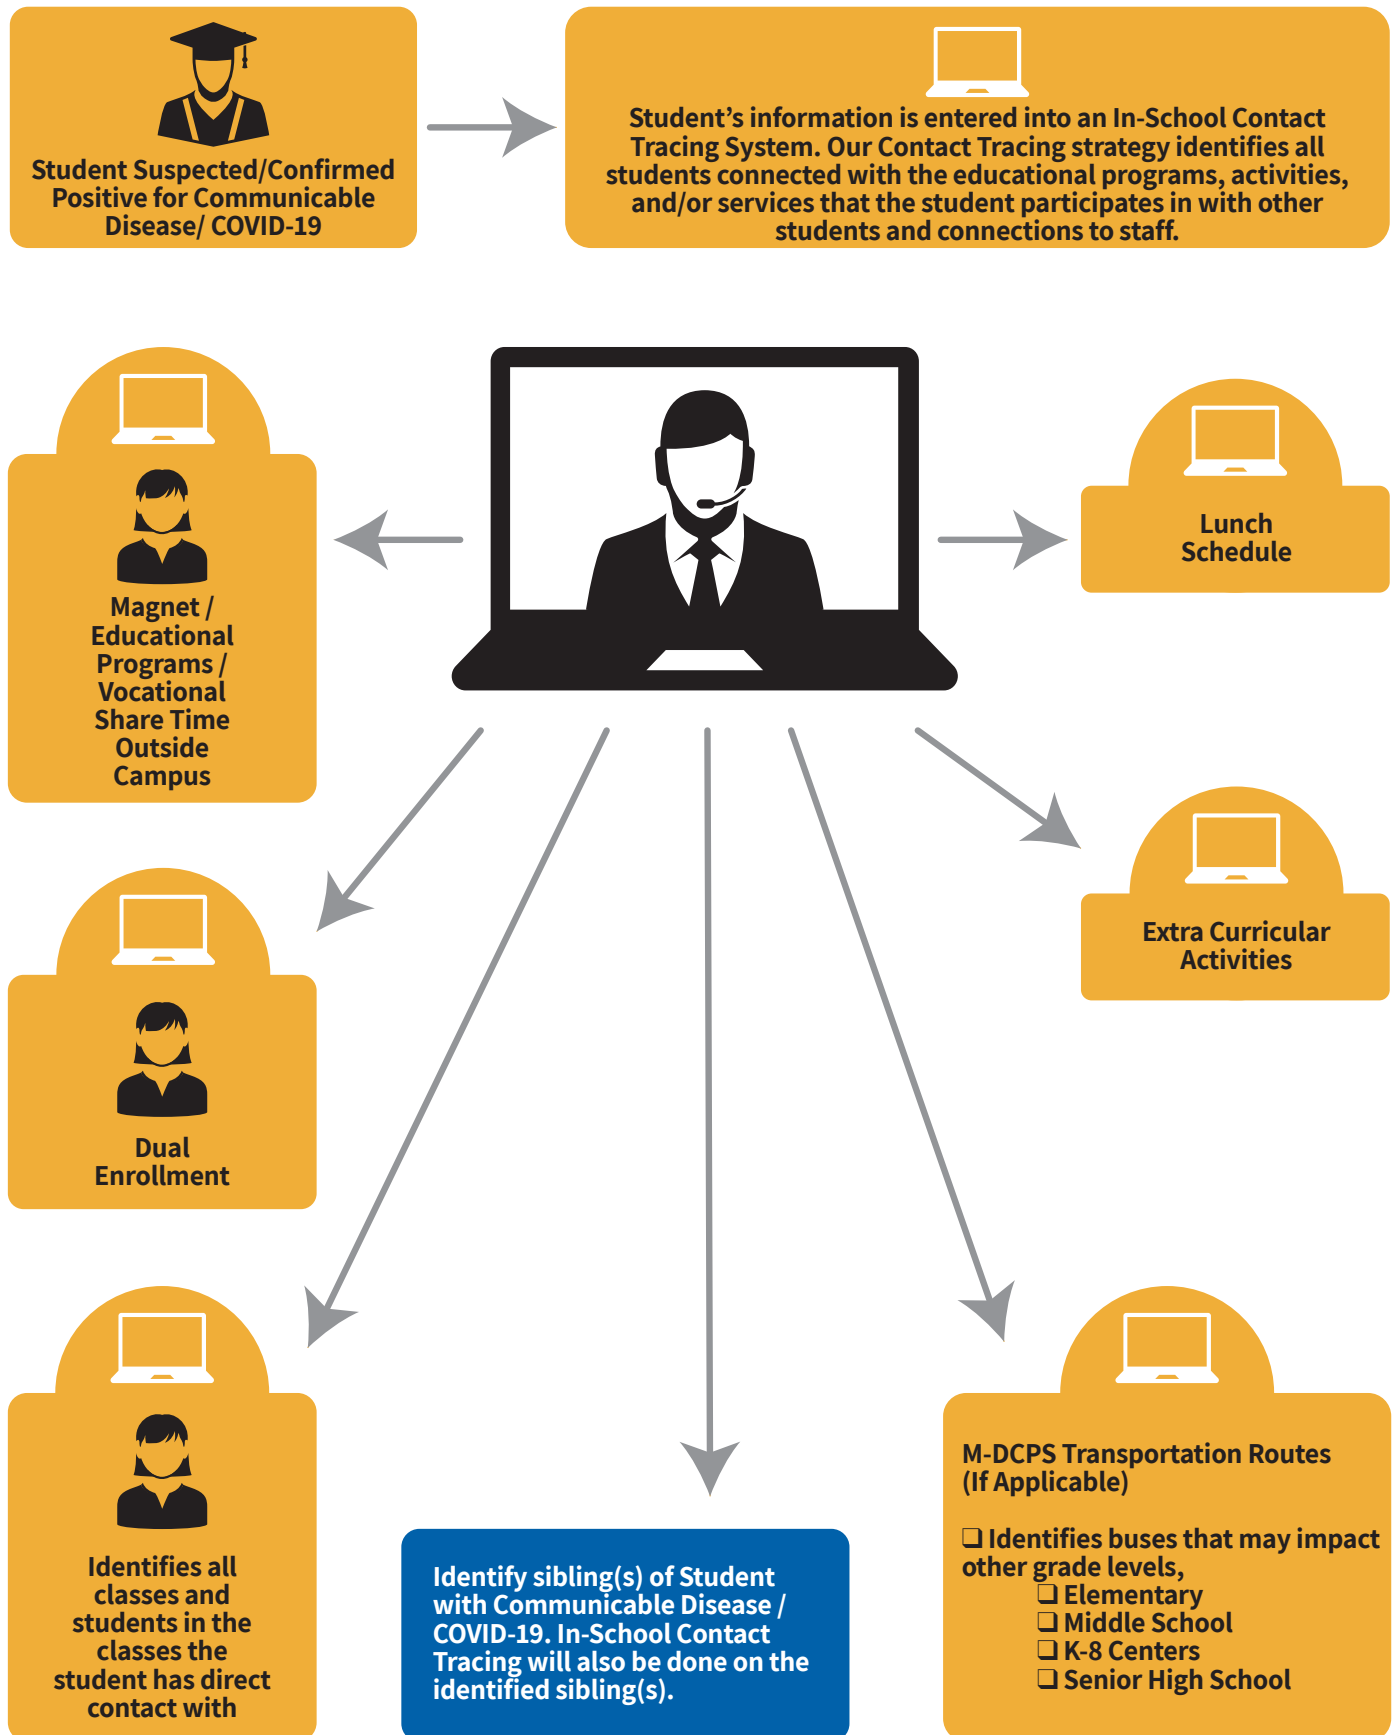 Student Suspected/Confirmed
Positive for Communicable
Disease/ COVID-19
Student's information is entered into an In-School Contact
Tracing System. Our Contact Tracing strategy identifies all
students connected with the educational programs, activities,
and/or services that the student participates in with other
students and connections to staff.
Magnet /
Educational
Programs /
Vocational
Share Time
Outside
Campus
Lunch
Schedule
Dual
Enrollment
Extra Curricular
Activities
Identifies all
classes and
students in the
classes the
student has direct
contact with
Identify sibling(s) of Student
with Communicable Disease /
COVID-19. In-School Contact
Tracing will also be done on the
identified sibling(s).
M-DCPS Transportation Routes
(If Applicable)
❏ Identifies buses that may impact
other grade levels,
❏ Elementary
❏ Middle School
❏ K-8 Centers
❏ Senior High School